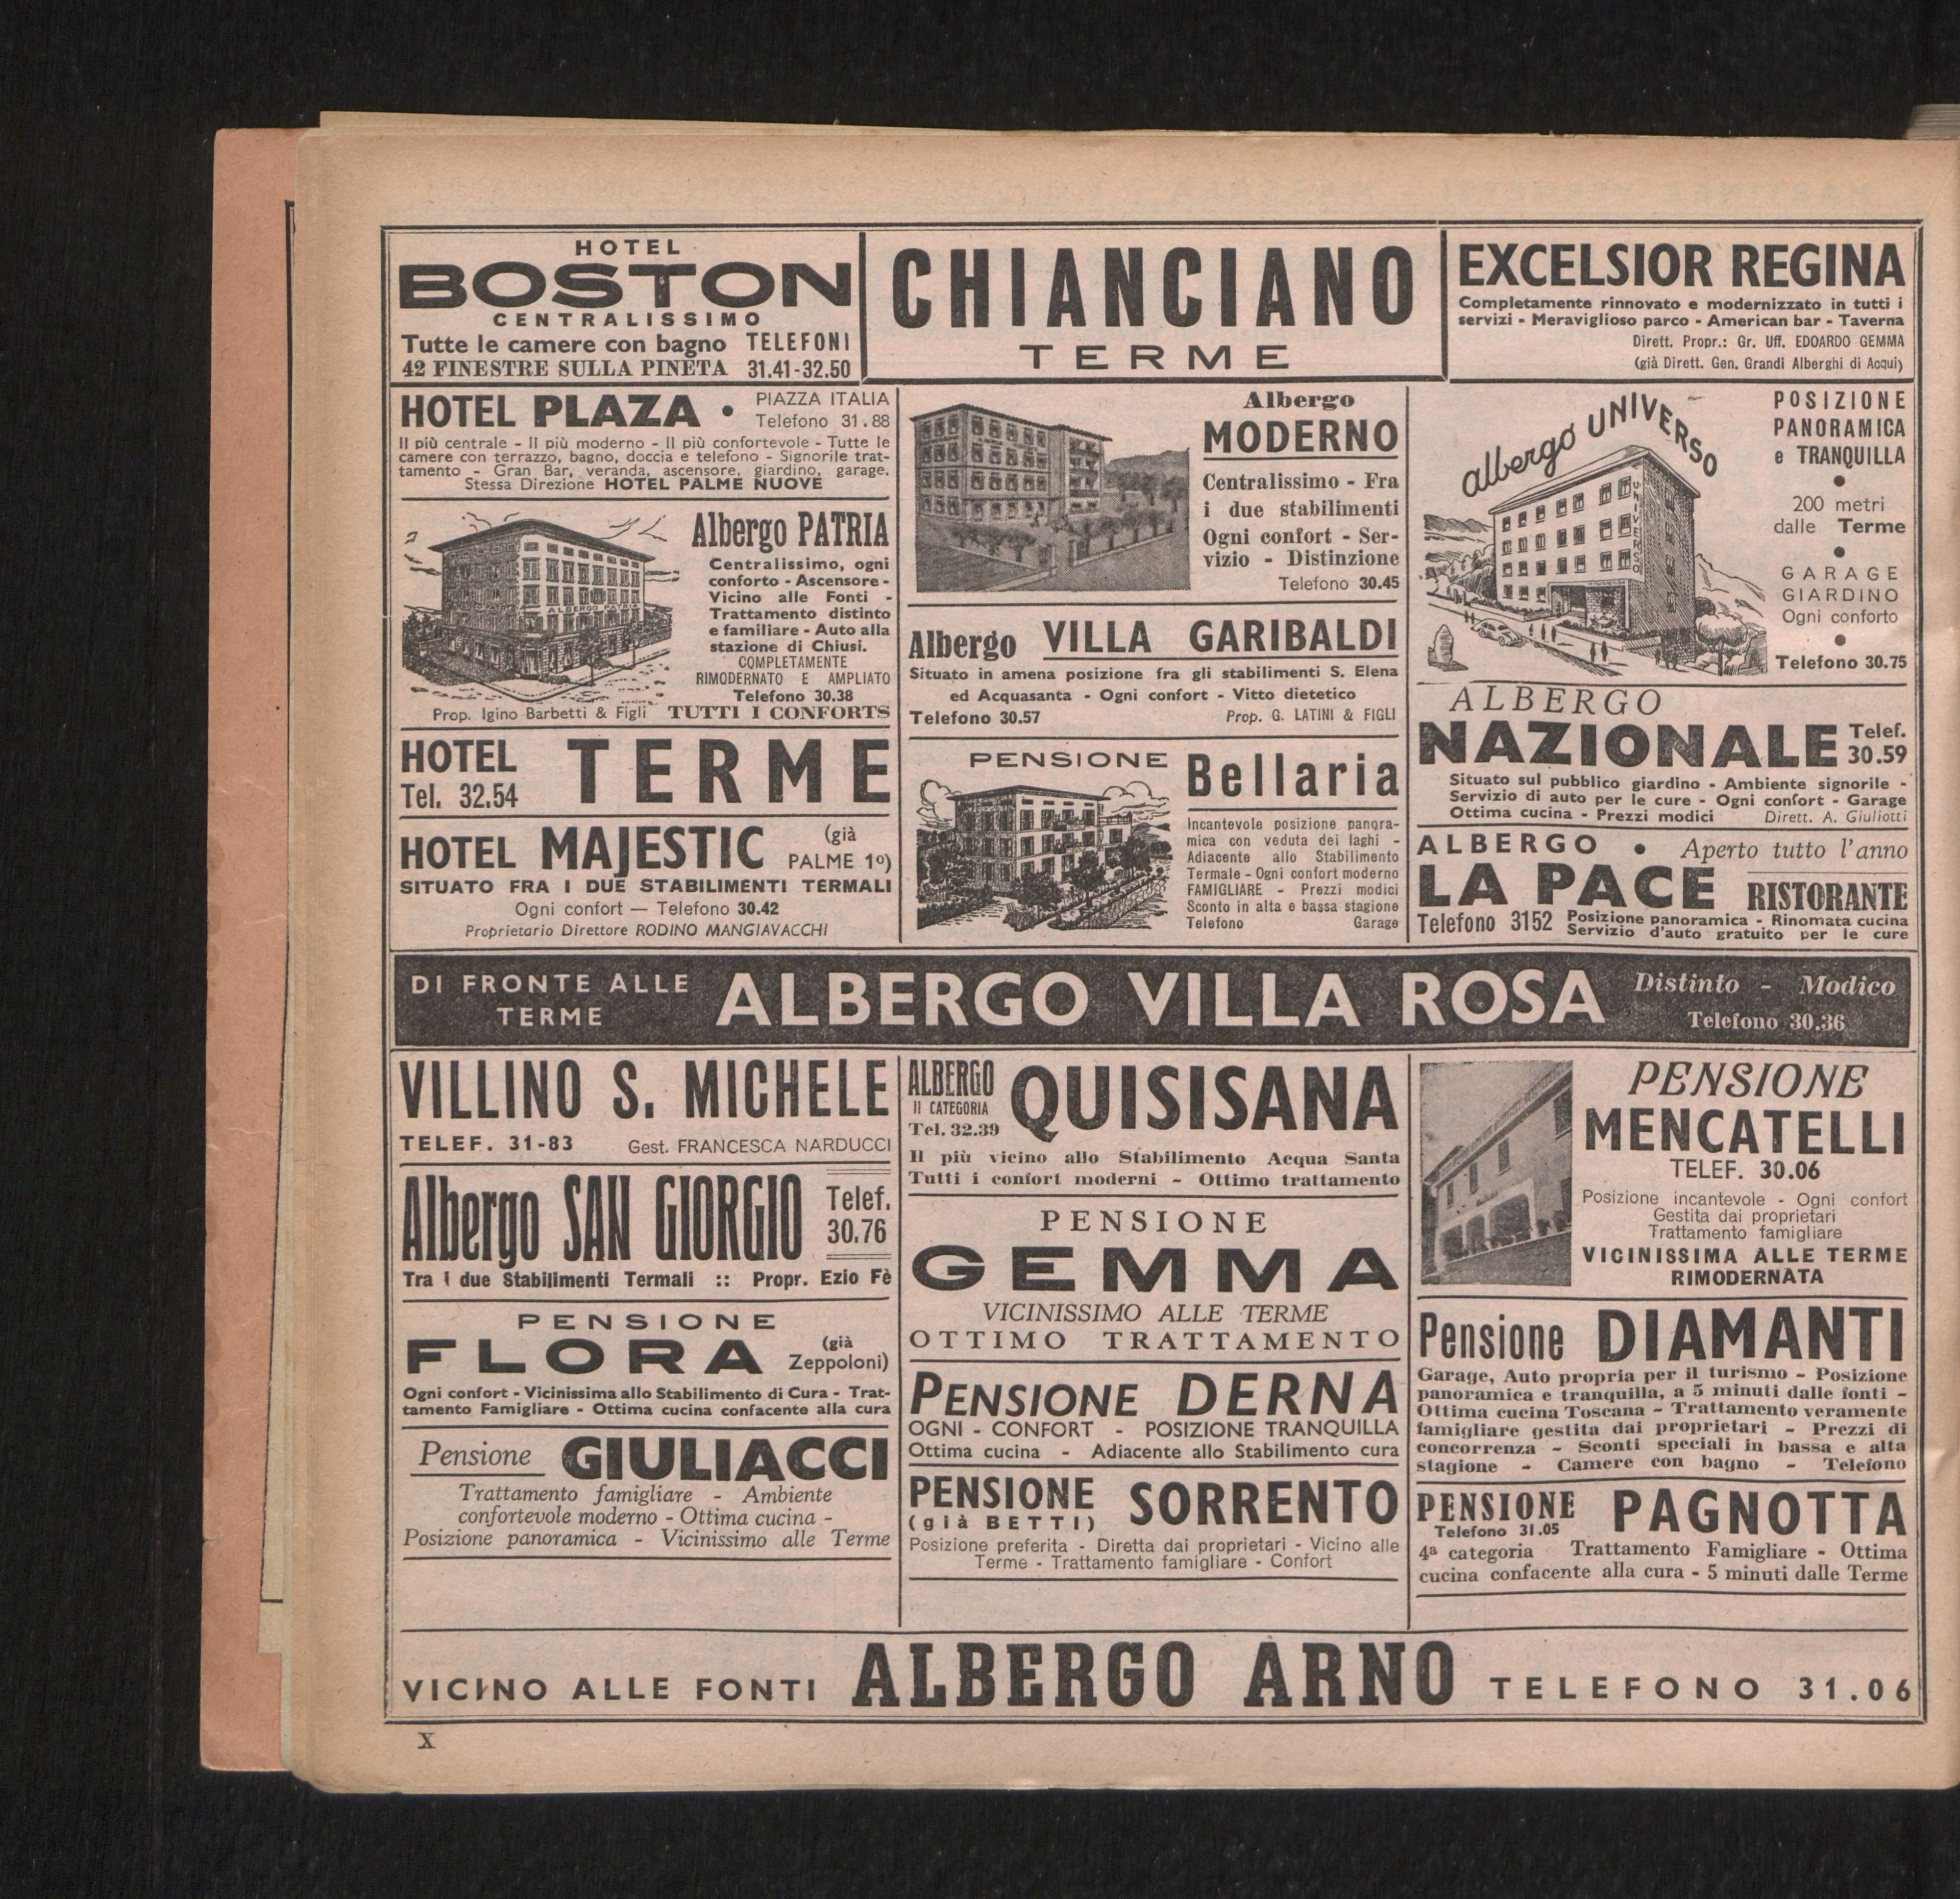 HOTEL
BOSTON
CENTRALISSIMO
Tutte le camere con bagno TELEFONI
42 FINESTRE SULLA PINETA 31.41-32.50
CHIANCIANO
TERME
EXCELSIOR REGINA
Completamente rinnovato e modernizzato in tutti i
servizi - Meraviglioso parco - American bar - Taverna
Dirett. Propr.: Gr. Uff. EDOARDO GEMMA
(già Dirett. Gen. Grandi Alberghi di Acqui)
HOTEL PLAZA • PIAZZA ITALIA
Telefono 31.88
Il più centrale - Il più moderno - Il più confortevole - Tutte le
camere con terrazzo, bagno, doccia e telefono - Signorile trat-
tamento - Gran Bar, veranda, ascensore, giardino, garage.
Stessa Direzione HOTEL PALME NUOVE
Albergo PATRIA
Centralissimo, ogni
conforto - Ascensore -
Vicino alle Fonti -
Trattamento distinto
e familiare - Auto alla
stazione di Chiusi.
COMPLETAMENTE
RIMODERNATO E AMPLIATO
Telefono 30.38
ALBERGO PATRIA
Prop. Igino Barbetti & Figli TUTTI I CONFORTS
HOTEL TERME
Tel. 32.54
HOTEL MAJESTIC (già
PALME 1º)
SITUATO FRA I DUE STABILIMENTI TERMALI
Ogni confort — Telefono 30.42
Proprietario Direttore RODINO MANGIAVACCHI
Albergo
MODERNO
Centralissimo - Fra
i due stabilimenti
Ogni confort - Ser-
vizio - Distinzione
Telefono 30.45
Albergo VILLA GARIBALDI
Situato in amena posizione fra gli stabilimenti S. Elena
ed Acquasanta - Ogni confort - Vitto dietetico
Telefono 30.57 Prop. G. LATINI & FIGLI
PENSIONE Bellaria
Incantevole posizione panora-
mica con veduta dei laghi -
Adiacente allo Stabilimento
Termale - Ogni confort moderno
FAMIGLIARE - Prezzi modici
Sconto in alta e bassa stagione
Telefono Garage
albergo UNIVERSO
UNIVERSO
POSIZIONE
PANORAMICA
e TRANQUILLA
•
200 metri
dalle Terme
•
GARAGE
GIARDINO
Ogni conforto
•
Telefono 30.75
ALBERGO
NAZIONALE Telef.
30.59
Situato sul pubblico giardino - Ambiente signorile -
Servizio di auto per le cure - Ogni confort - Garage
Ottima cucina - Prezzi modici Dirett. A. Giuliotti
ALBERGO • Aperto tutto l'anno
LA PACE RISTORANTE
Telefono 3152 Posizione panoramica - Rinomata cucina
Servizio d'auto gratuito per le cure
DI FRONTE ALLE
TERME
ALBERGO VILLA ROSA
Distinto - Modico
Telefono 30.36
VILLINO S. MICHELE
TELEF. 31-83 Gest. FRANCESCA NARDUCCI
Albergo SAN GIORGIO Telef.
30.76
Tra i due Stabilimenti Termali :: Propr. Ezio Fè
PENSIONE
FLORA (già
Zeppoloni)
Ogni confort - Vicinissima allo Stabilimento di Cura - Trat-
tamento Famigliare - Ottima cucina confacente alla cura
Pensione GIULIACCI
Trattamento famigliare - Ambiente
confortevole moderno - Ottima cucina -
Posizione panoramica - Vicinissimo alle Terme
ALBERGO QUISISANA
II CATEGORIA
Tel. 32.39
Il più vicino allo Stabilimento Acqua Santa
Tutti i confort moderni - Ottimo trattamento
PENSIONE
GEMMA
VICINISSIMO ALLE TERME
OTTIMO TRATTAMENTO
PENSIONE DERNA
OGNI - CONFORT - POSIZIONE TRANQUILLA
Ottima cucina - Adiacente allo Stabilimento cura
PENSIONE SORRENTO
(già BETTI)
Posizione preferita - Diretta dai proprietari - Vicino alle
Terme - Trattamento famigliare - Confort
PENSIONE
MENCATELLI
TELEF. 30.06
Posizione incantevole - Ogni confort
Gestita dai proprietari
Trattamento famigliare
VICINISSIMA ALLE TERME
RIMODERNATA
Pensione DIAMANTI
Garage, Auto propria per il turismo - Posizione
panoramica e tranquilla, a 5 minuti dalle fonti -
Ottima cucina Toscana - Trattamento veramente
famigliare gestita dai proprietari - Prezzi di
concorrenza - Sconti speciali in bassa e alta
stagione - Camere con bagno - Telefono
PENSIONE PAGNOTTA
Telefono 31.05
4ª categoria Trattamento Famigliare - Ottima
cucina confacente alla cura - 5 minuti dalle Terme
VICINO ALLE FONTI ALBERGO ARNO TELEFONO 31.06
X